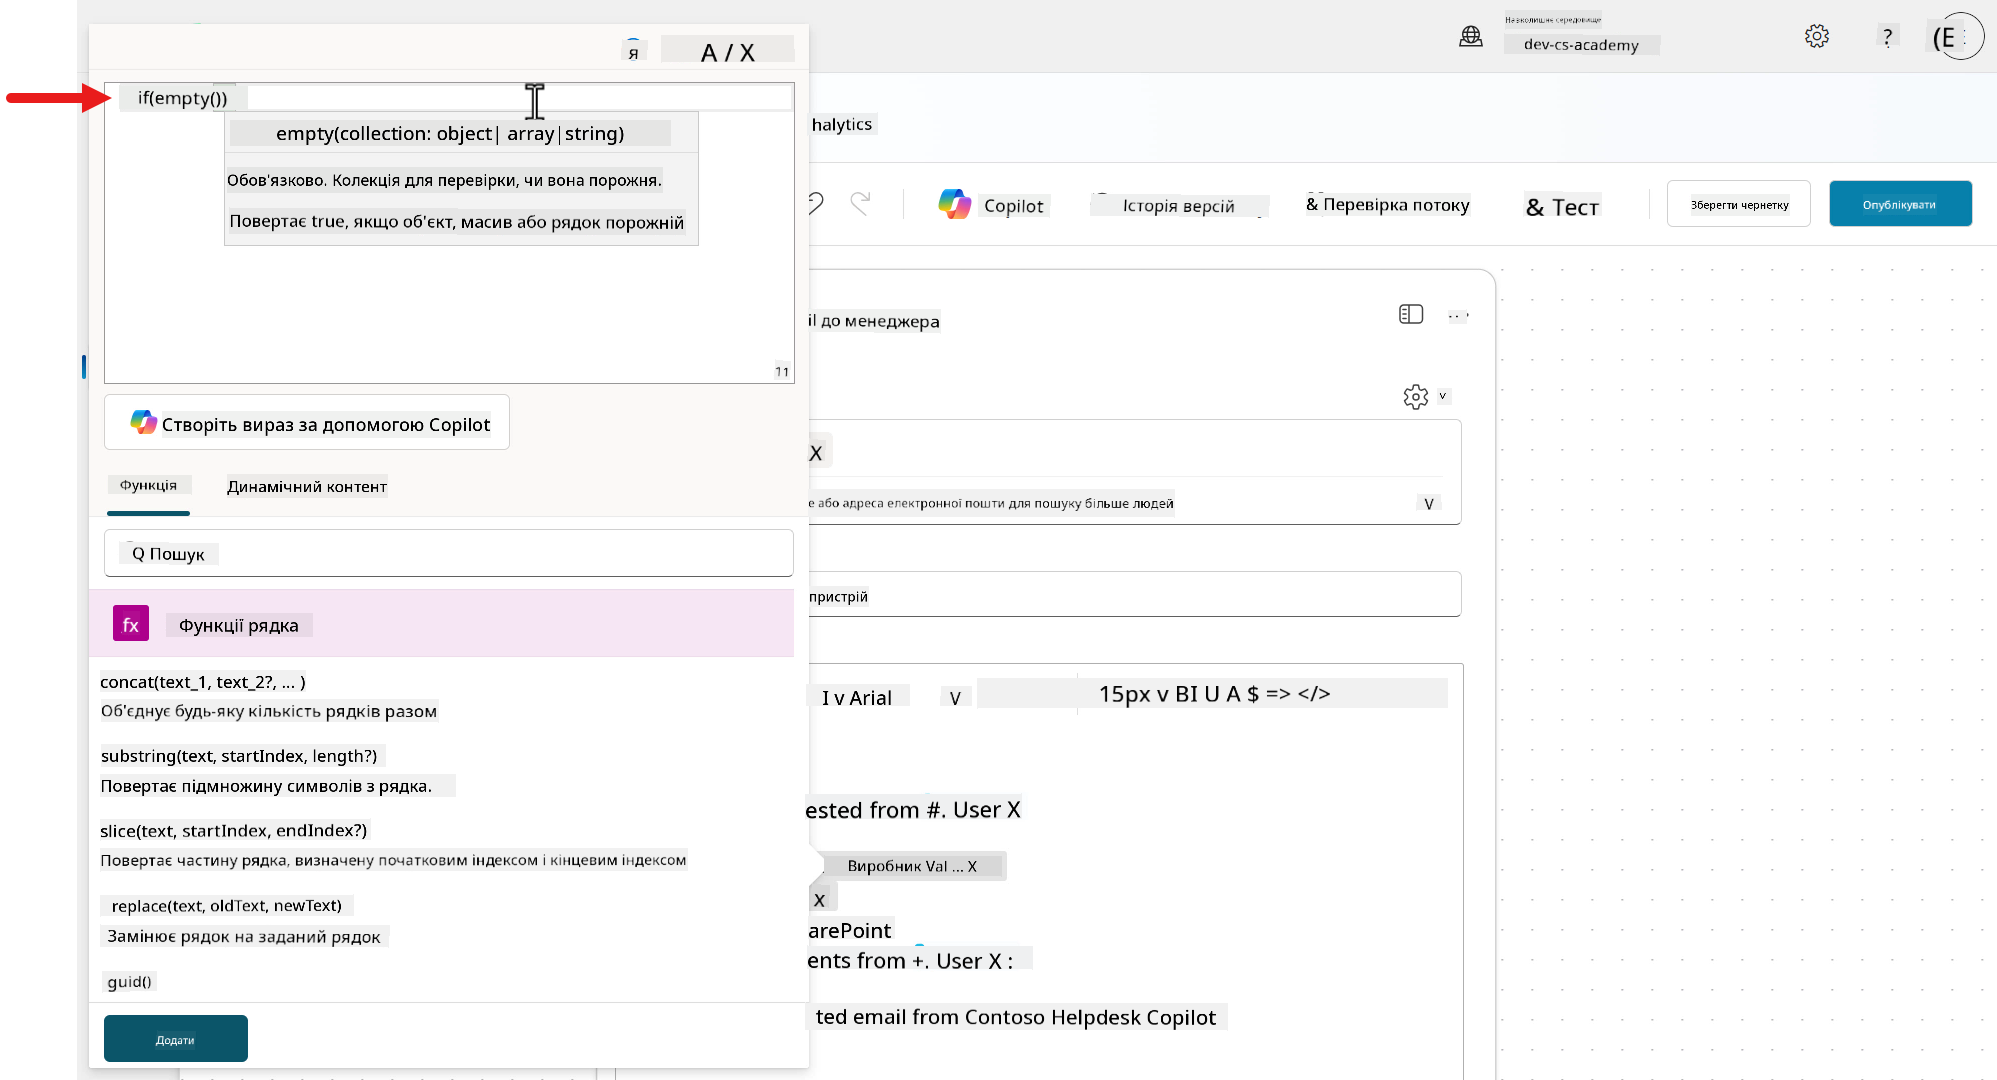 я
A / X
Назколишнє середовище
dev-cs-academy
?
(E
if(empty())
empty(collection: object| array|string)
Обов'язково. Колекція для перевірки, чи вона порожня.
Повертає true, якщо об'єкт, масив або рядок порожній
11
halytics
Copilot
Історія версій
& Перевірка потоку
& Тест
Зберегти чернетку
Опублікувати
Створіть вираз за допомогою Copilot
Функція
Динамічний контент
Q Пошук
fx
Функції рядка
concat(text_1, text_2?, ... )
Об'єднує будь-яку кількість рядків разом
substring(text, startIndex, length?)
Повертає підмножину символів з рядка.
slice(text, startIndex, endIndex?)
Повертає частину рядка, визначену початковим індексом і кінцевим індексом
replace(text, oldText, newText)
Замінює рядок на заданий рядок
guid()
Додати
il до менеджера
v
X
е або адреса електронної пошти для пошуку більше людей
V
пристрій
I v Arial
V
15px v BI U A $ => </>
ested from #. User X
Виробник Val ... X
x
arePoint
ents from +. User X :
ted email from Contoso Helpdesk Copilot